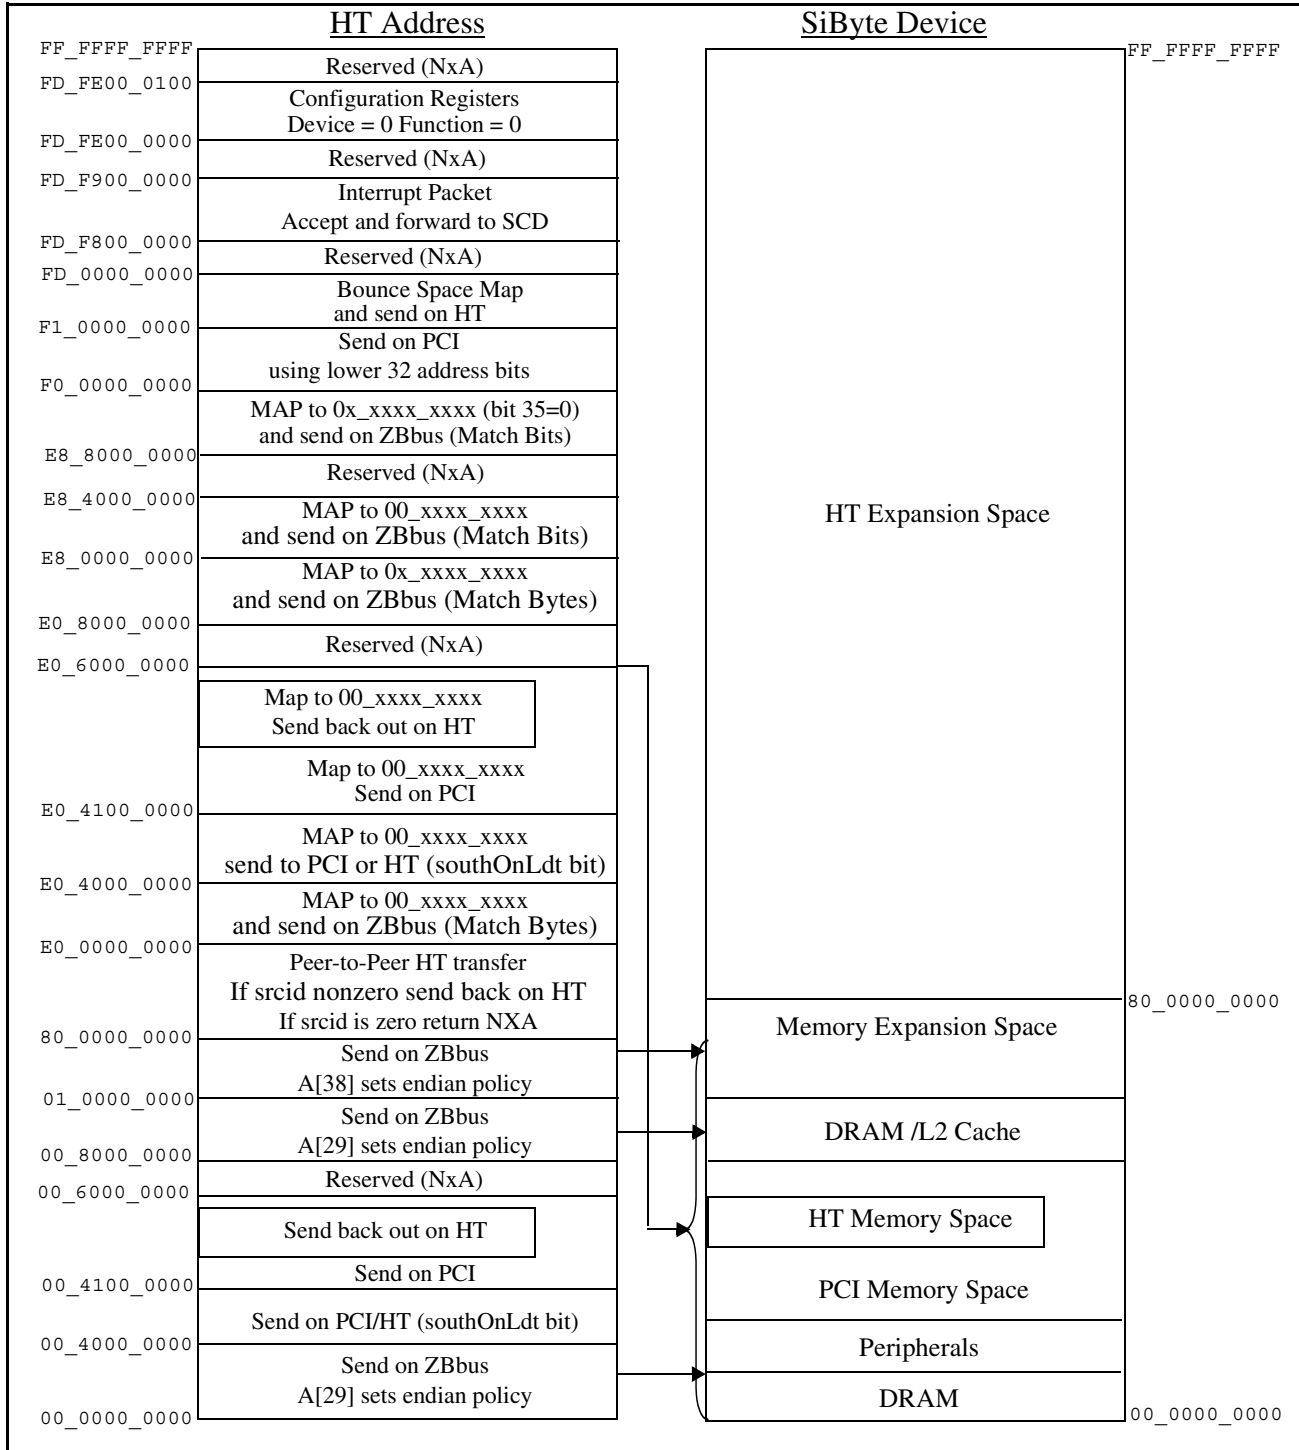 HT Address
SiByte Device
FF_FFFF_FFFF
FF_FFFF_FFFF
Reserved (NxA)
FD_FE00_0100
Configuration Registers
Device = 0 Function = 0
FD_FE00_0000
Reserved (NxA)
FD_F900_0000
Interrupt Packet
Accept and forward to SCD
FD_F800_0000
Reserved (NxA)
FD_0000_0000
Bounce Space Map
and send on HT
F1_0000_0000
Send on PCI
using lower 32 address bits
F0_0000_0000
MAP to 0x_xxxx_xxxx (bit 35=0)
and send on ZBbus (Match Bits)
E8_8000_0000
Reserved (NxA)
E8_4000_0000
MAP to 00_xxxx_xxxx
and send on ZBbus (Match Bits)
HT Expansion Space
E8_0000_0000
MAP to 0x_xxxx_xxxx
and send on ZBbus (Match Bytes)
E0_8000_0000
Reserved (NxA)
E0_6000_0000
Map to 00_xxxx_xxxx
Send back out on HT
Map to 00_xxxx_xxxx
Send on PCI
E0_4100_0000
MAP to 00_xxxx_xxxx
send to PCI or HT (southOnLdt bit)
E0_4000_0000
MAP to 00_xxxx_xxxx
and send on ZBbus (Match Bytes)
E0_0000_0000
Peer-to-Peer HT transfer
If srcid nonzero send back on HT
If srcid is zero return NXA
80_0000_0000
80_0000_0000
Memory Expansion Space
Send on ZBbus
A[38] sets endian policy
01_0000_0000
Send on ZBbus
A[29] sets endian policy
DRAM /L2 Cache
00_8000_0000
Reserved (NxA)
00_6000_0000
Send back out on HT
HT Memory Space
Send on PCI
00_4100_0000
PCI Memory Space
Send on PCI/HT (southOnLdt bit)
00_4000_0000
Peripherals
Send on ZBbus
A[29] sets endian policy
DRAM
00_0000_0000
00_0000_0000